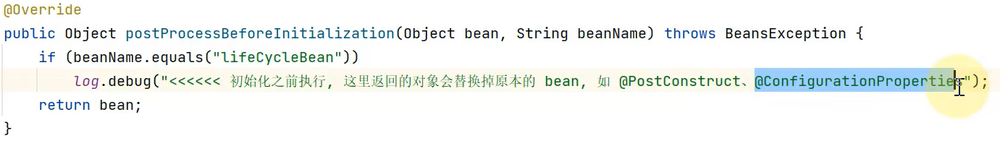 @Override
public Object postProcessBeforeInitialization(Object bean, String beanName) throws BeansException {
    if (beanName.equals("lifeCycleBean"))
        log.debug("<<<<<< 初始化之前执行, 这里返回的对象会替换掉原本的 bean, 如 @PostConstruct、@ConfigurationProperties");
    return bean;
}